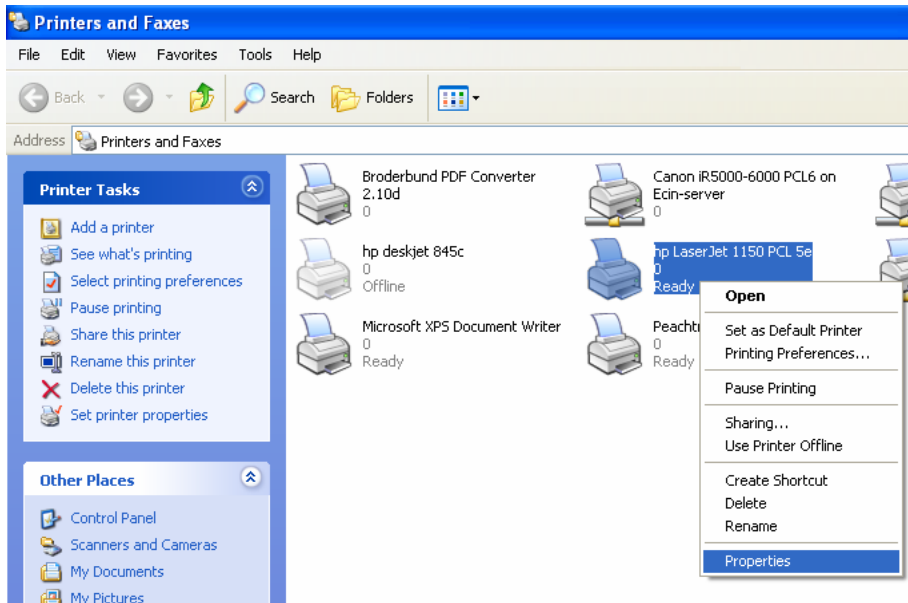 Printers and Faxes
File Edit View Favorites Tools Help
Back Search Folders
Address Printers and Faxes
Printer Tasks
Add a printer
See what's printing
Select printing preferences
Pause printing
Share this printer
Rename this printer
Delete this printer
Set printer properties
Other Places
Control Panel
Scanners and Cameras
My Documents
My Pictures
Broderbund PDF Converter
2.10d
0
Canon iR5000-6000 PCL6 on
Ecin-server
0
hp deskjet 845c
0
Offline
hp LaserJet 1150 PCL 5e
0
Ready
Microsoft XPS Document Writer
0
Ready
0
Ready
Open
Set as Default Printer
Printing Preferences...
Pause Printing
Sharing...
Use Printer Offline
Create Shortcut
Delete
Rename
Properties